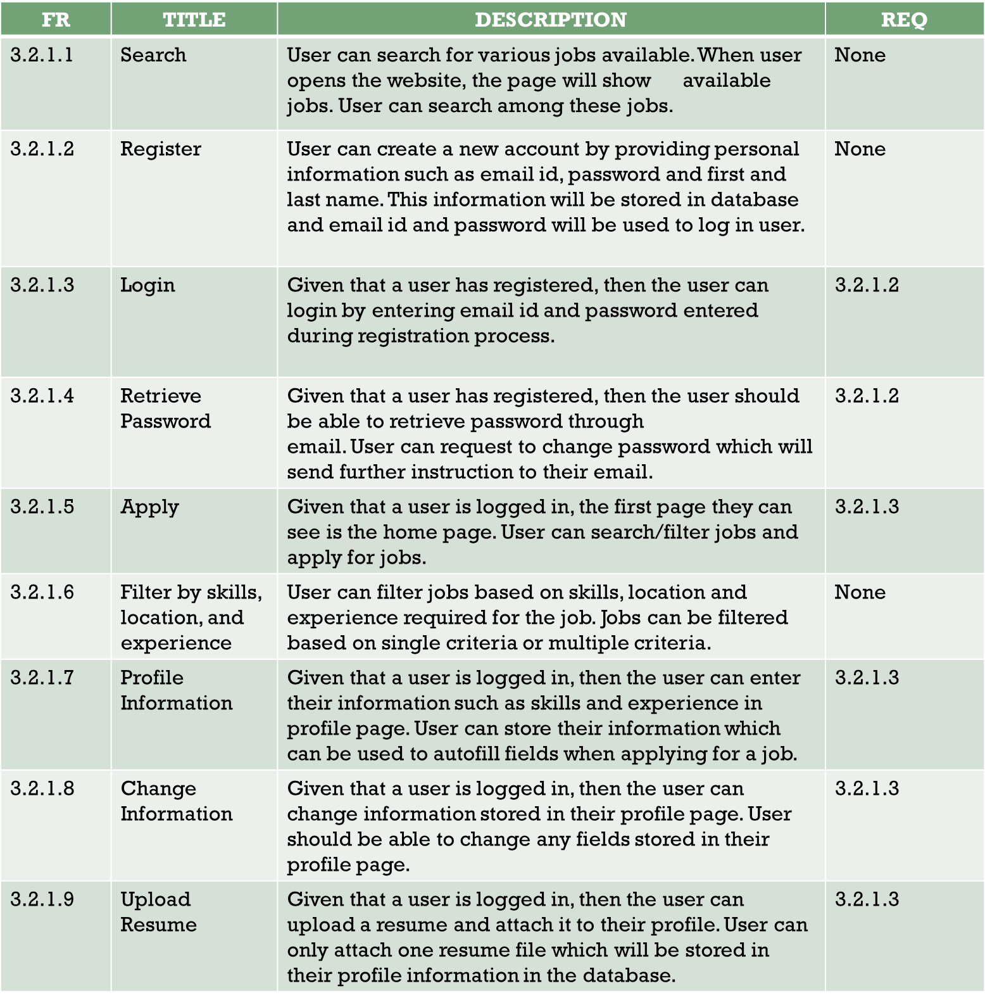 FR TITLE DESCRIPTION REQ
3.2.1.1 Search User can search for various jobs available. When user None
opens the website, the page will show available
jobs. User can search among these jobs.
3.2.1.2 Register User can create a new account by providing personal None
information such as email id, password and first and
last name. This information will be stored in database
and email id and password will be used to log in user.
3.2.1.3 Login Given that a user has registered, then the user can 3.2.1.2
login by entering email id and password entered
during registration process.
3.2.1.4 Retrieve Given that a user has registered, then the user should 3.2.1.2
Password be able to retrieve password through
email. User can request to change password which will
send further instruction to their email.
3.2.1.5 Apply Given that a user is logged in, the first page they can 3.2.1.3
see is the home page. User can search/filter jobs and
apply for jobs.
3.2.1.6 Filter by skills, User can filter jobs based on skills, location and None
location, and experience required for the job. Jobs can be filtered
experience based on single criteria or multiple criteria.
3.2.1.7 Profile Given that a user is logged in, then the user can enter 3.2.1.3
Information their information such as skills and experience in
profile page. User can store their information which
can be used to autofill fields when applying for a job.
3.2.1.8 Change Given that a user is logged in, then the user can 3.2.1.3
Information change information stored in their profile page. User
should be able to change any fields stored in their
profile page.
3.2.1.9 Upload Given that a user is logged in, then the user can 3.2.1.3
Resume upload a resume and attach it to their profile. User can
only attach one resume file which will be stored in
their profile information in the database.